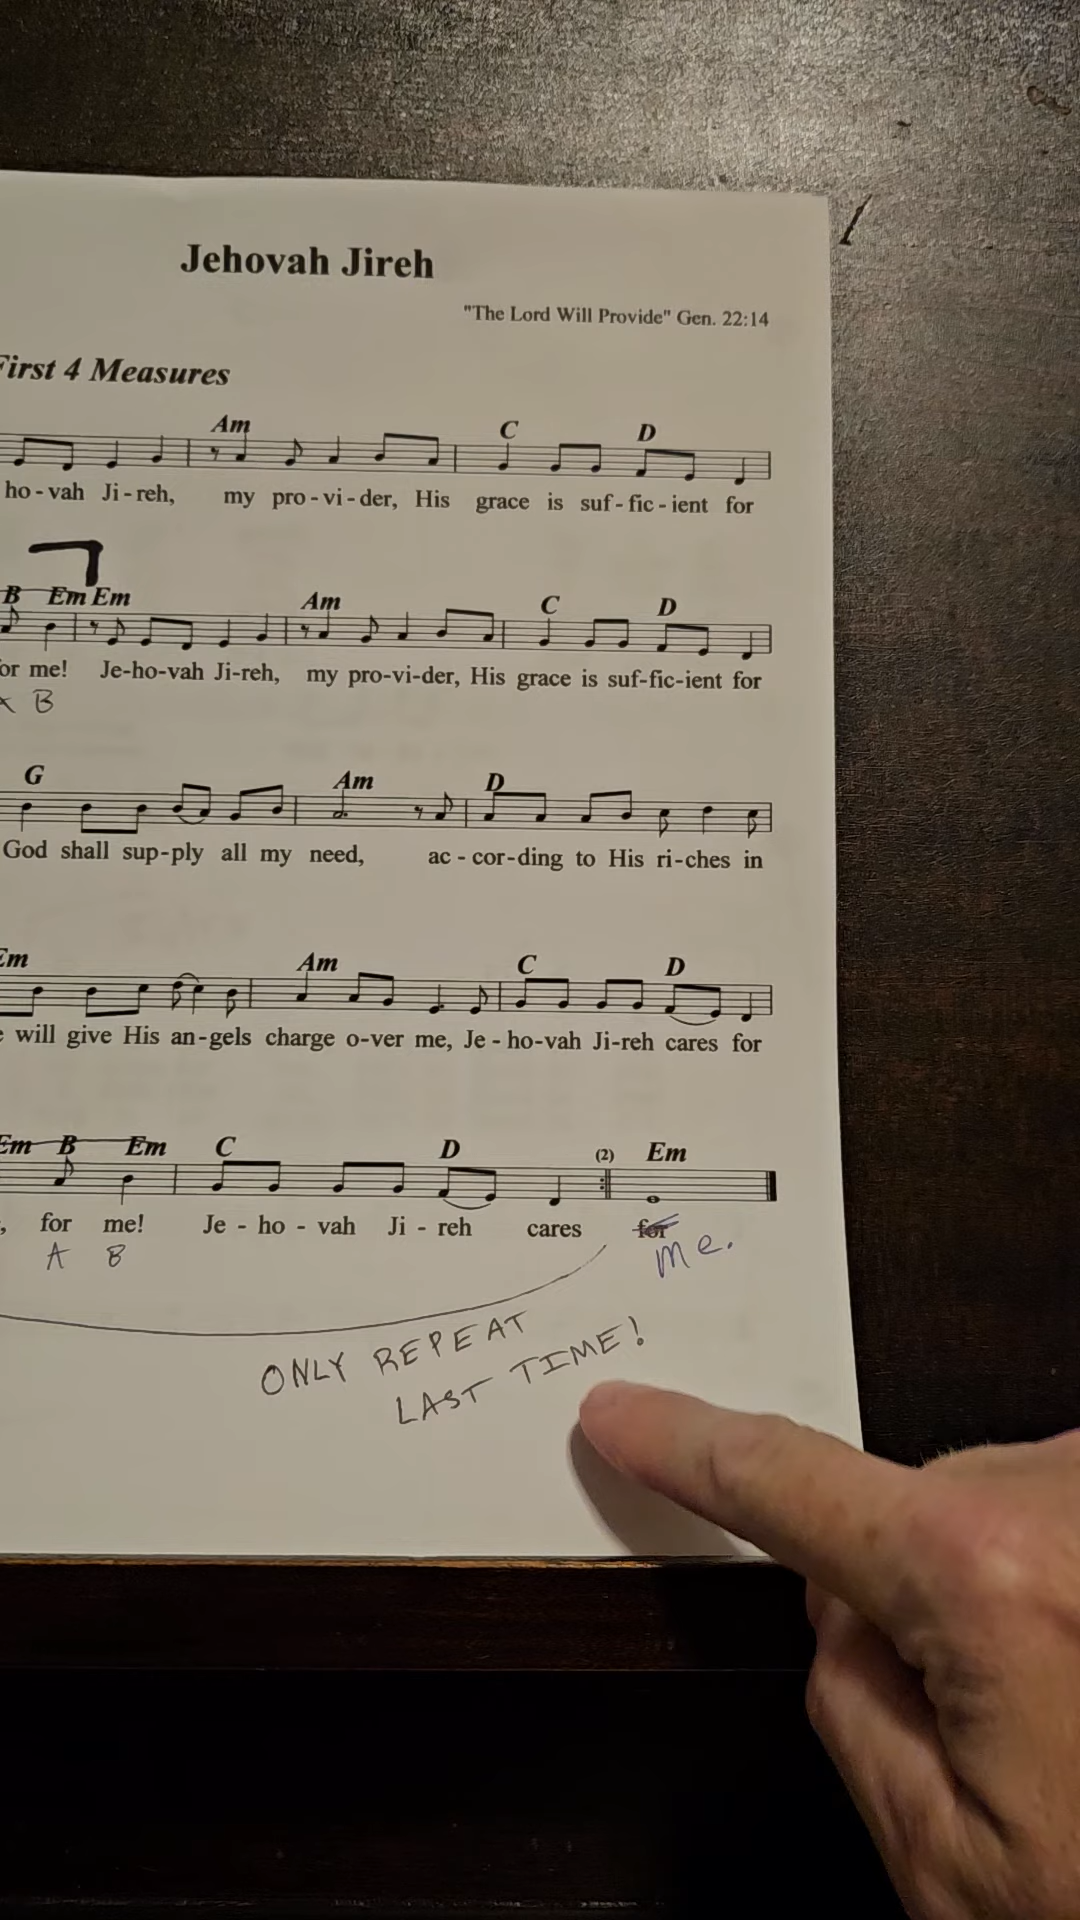 Jehovah Jireh
"The Lord Will Provide" Gen. 22:14
First 4 Measures
Am C D
ho - vah Ji - reh, my pro - vi - der, His grace is suf - fic - ient for
B Em Em Am C D
for me! Je-ho-vah Ji-reh, my pro-vi-der, His grace is suf-fic-ient for
A B
G Am D
God shall sup-ply all my need, ac - cor-ding to His ri-ches in
Em Am C D
will give His an-gels charge o-ver me, Je - ho-vah Ji-reh cares for
Em B Em C D (2) Em
, for me! Je - ho - vah Ji - reh cares for
A B me.
ONLY REPEAT
LAST TIME!